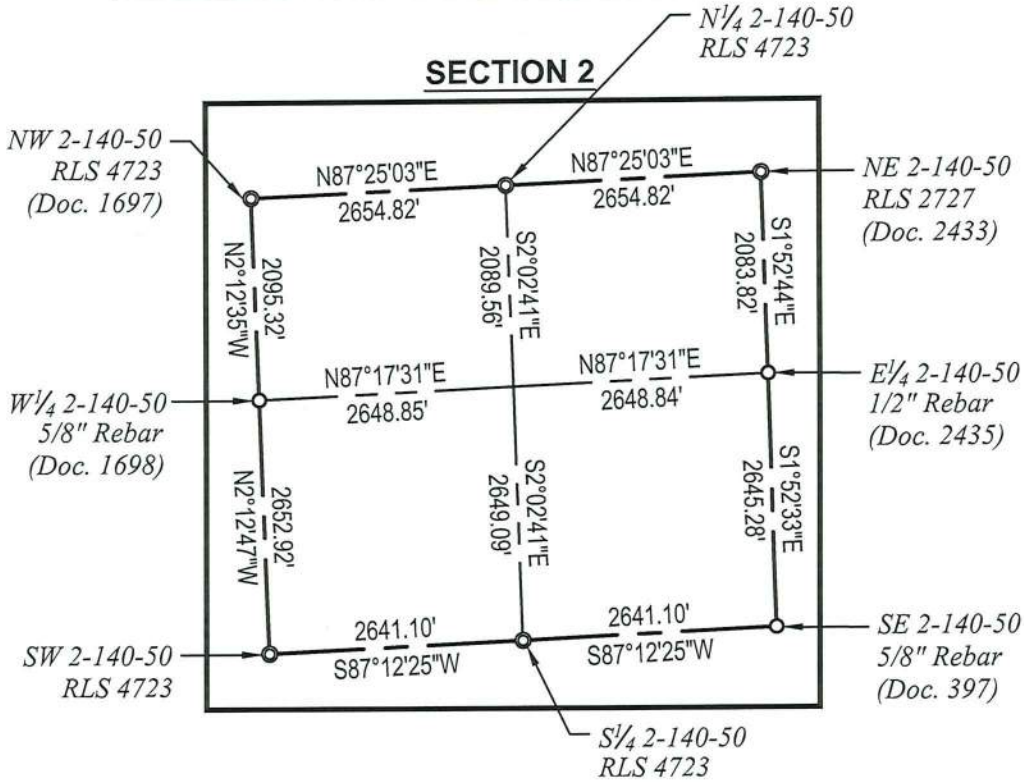 N¼ 2-140-50
RLS 4723
SECTION 2
NW 2-140-50
RLS 4723
(Doc. 1697)
N87°25'03"E
2654.82'
N87°25'03"E
2654.82'
NE 2-140-50
RLS 2727
(Doc. 2433)
2095.32'
N2°12'35"W
S2°02'41"E
2089.56'
S1°52'44"E
2083.82'
W¼ 2-140-50
5/8" Rebar
(Doc. 1698)
N87°17'31"E
2648.85'
N87°17'31"E
2648.84'
E¼ 2-140-50
1/2" Rebar
(Doc. 2435)
2652.92'
N2°12'47"W
S2°02'41"E
2649.09'
S1°52'33"E
2645.28'
SW 2-140-50
RLS 4723
2641.10'
S87°12'25"W
2641.10'
S87°12'25"W
SE 2-140-50
5/8" Rebar
(Doc. 397)
S¼ 2-140-50
RLS 4723